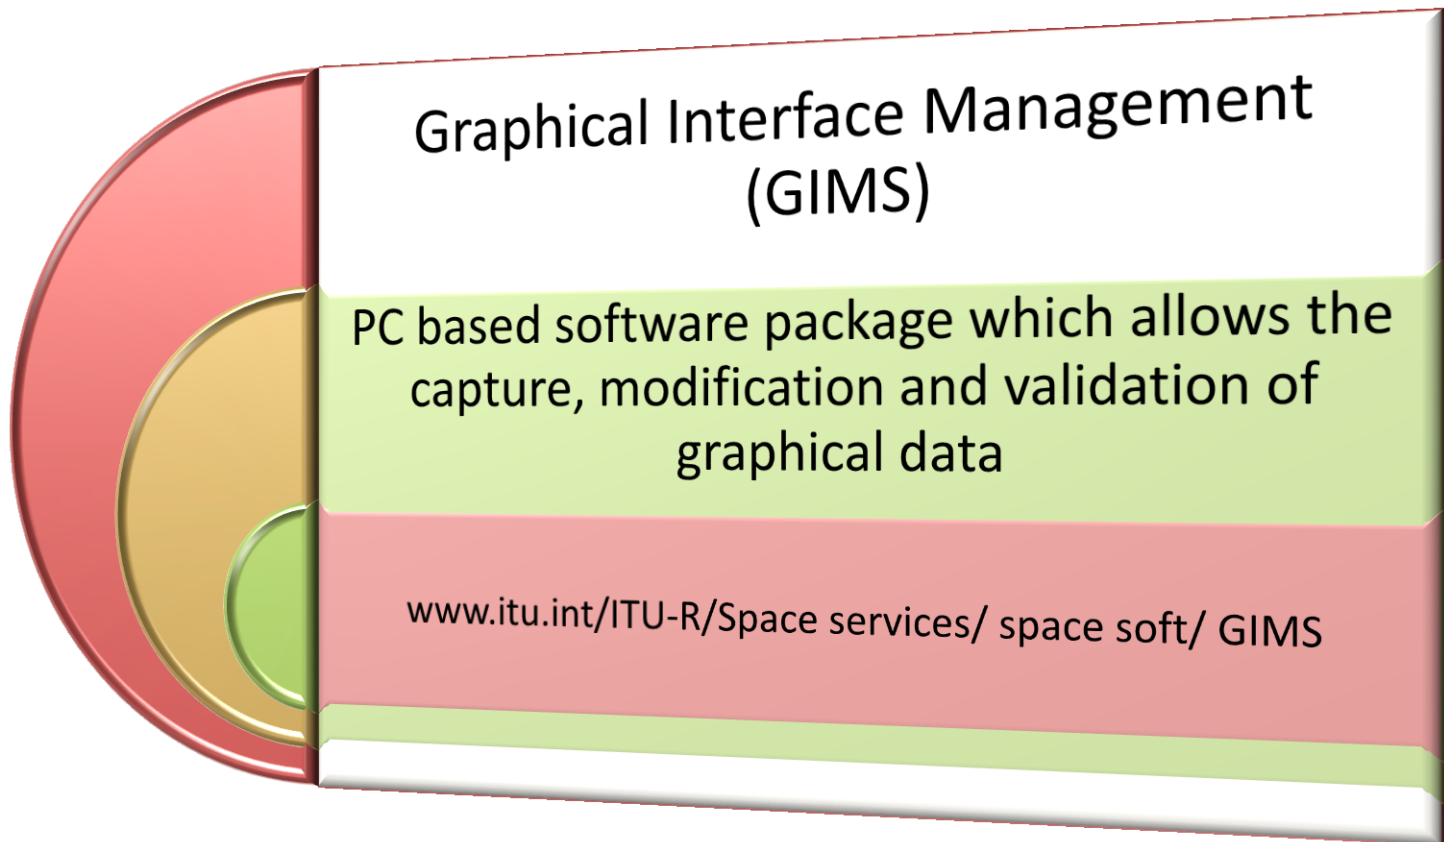 Graphical Interface Management
(GIMS)
PC based software package which allows the
capture, modification and validation of
graphical data
www.itu.int/ITU-R/Space services/ space soft/ GIMS